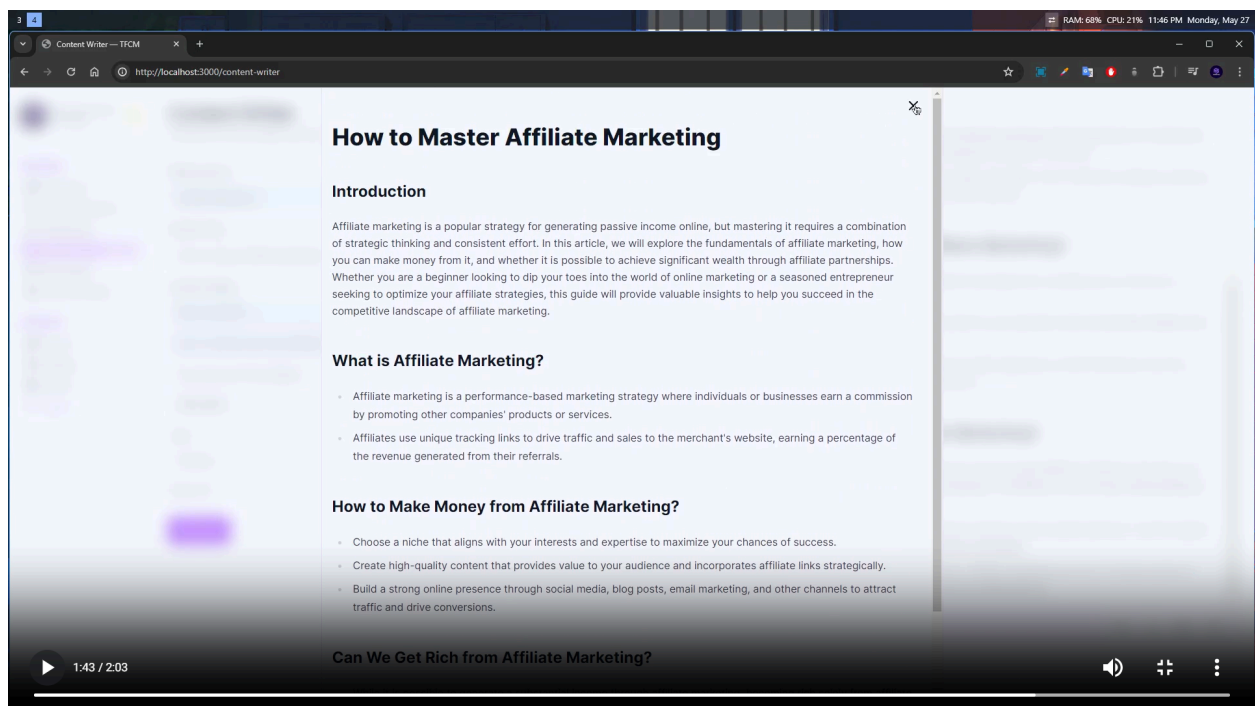 3 4
RAM: 68% CPU: 21% 11:46 PM Monday, May 27
Content Writer — TFCM
http://localhost:3000/content-writer
How to Master Affiliate Marketing
Introduction
Affiliate marketing is a popular strategy for generating passive income online, but mastering it requires a combination
of strategic thinking and consistent effort. In this article, we will explore the fundamentals of affiliate marketing, how
you can make money from it, and whether it is possible to achieve significant wealth through affiliate partnerships.
Whether you are a beginner looking to dip your toes into the world of online marketing or a seasoned entrepreneur
seeking to optimize your affiliate strategies, this guide will provide valuable insights to help you succeed in the
competitive landscape of affiliate marketing.
What is Affiliate Marketing?
Affiliate marketing is a performance-based marketing strategy where individuals or businesses earn a commission
by promoting other companies' products or services.
Affiliates use unique tracking links to drive traffic and sales to the merchant's website, earning a percentage of
the revenue generated from their referrals.
How to Make Money from Affiliate Marketing?
Choose a niche that aligns with your interests and expertise to maximize your chances of success.
Create high-quality content that provides value to your audience and incorporates affiliate links strategically.
Build a strong online presence through social media, blog posts, email marketing, and other channels to attract
traffic and drive conversions.
Can We Get Rich from Affiliate Marketing?
1:43 / 2:03